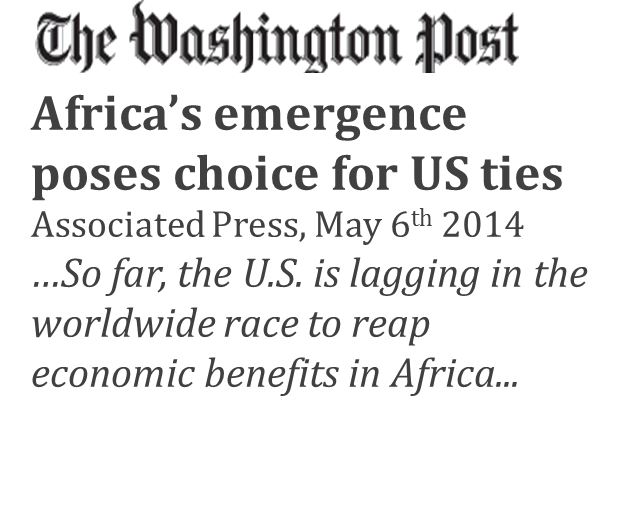 The Washington Post
Africa’s emergence
poses choice for US ties
Associated Press, May 6th 2014
…So far, the U.S. is lagging in the
worldwide race to reap
economic benefits in Africa...